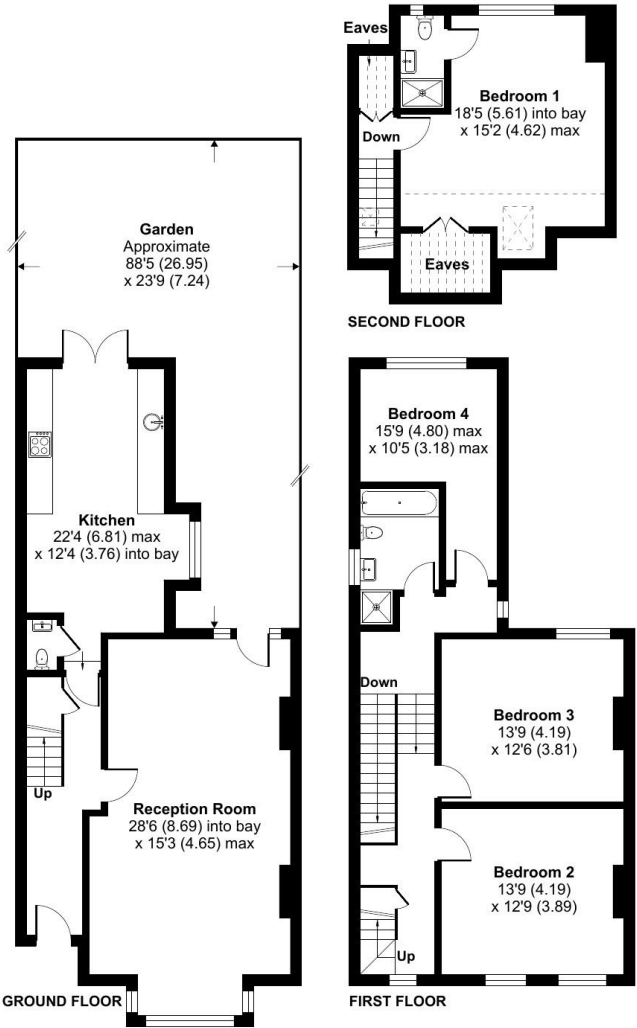 Eaves
Bedroom 1
18'5 (5.61) into bay
x 15'2 (4.62) max
Down
Eaves
SECOND FLOOR
Garden
Approximate
88'5 (26.95)
x 23'9 (7.24)
Kitchen
22'4 (6.81) max
x 12'4 (3.76) into bay
Up
Reception Room
28'6 (8.69) into bay
x 15'3 (4.65) max
GROUND FLOOR
Bedroom 4
15'9 (4.80) max
x 10'5 (3.18) max
Down
Bedroom 3
13'9 (4.19)
x 12'6 (3.81)
Bedroom 2
13'9 (4.19)
x 12'9 (3.89)
Up
FIRST FLOOR